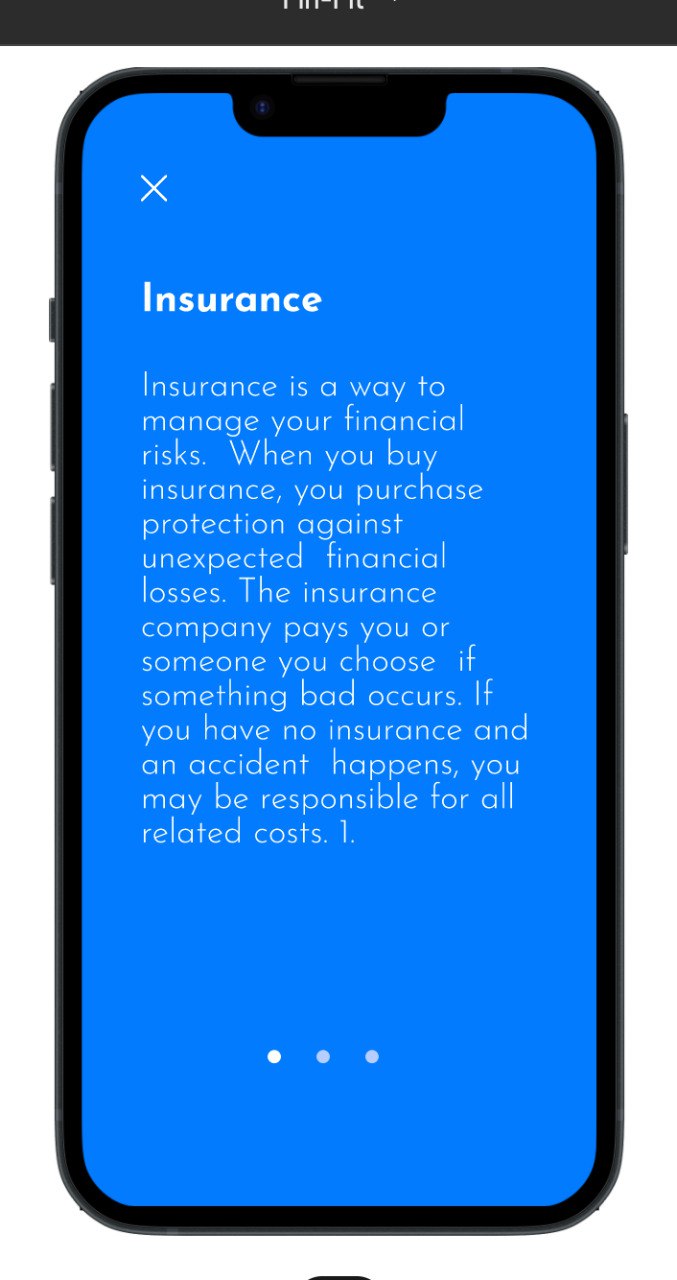 Insurance
Insurance is a way to
manage your financial
risks.  When you buy
insurance, you purchase
protection against
unexpected  financial
losses. The insurance
company pays you or
someone you choose  if
something bad occurs. If
you have no insurance and
an accident  happens, you
may be responsible for all
related costs. 1.